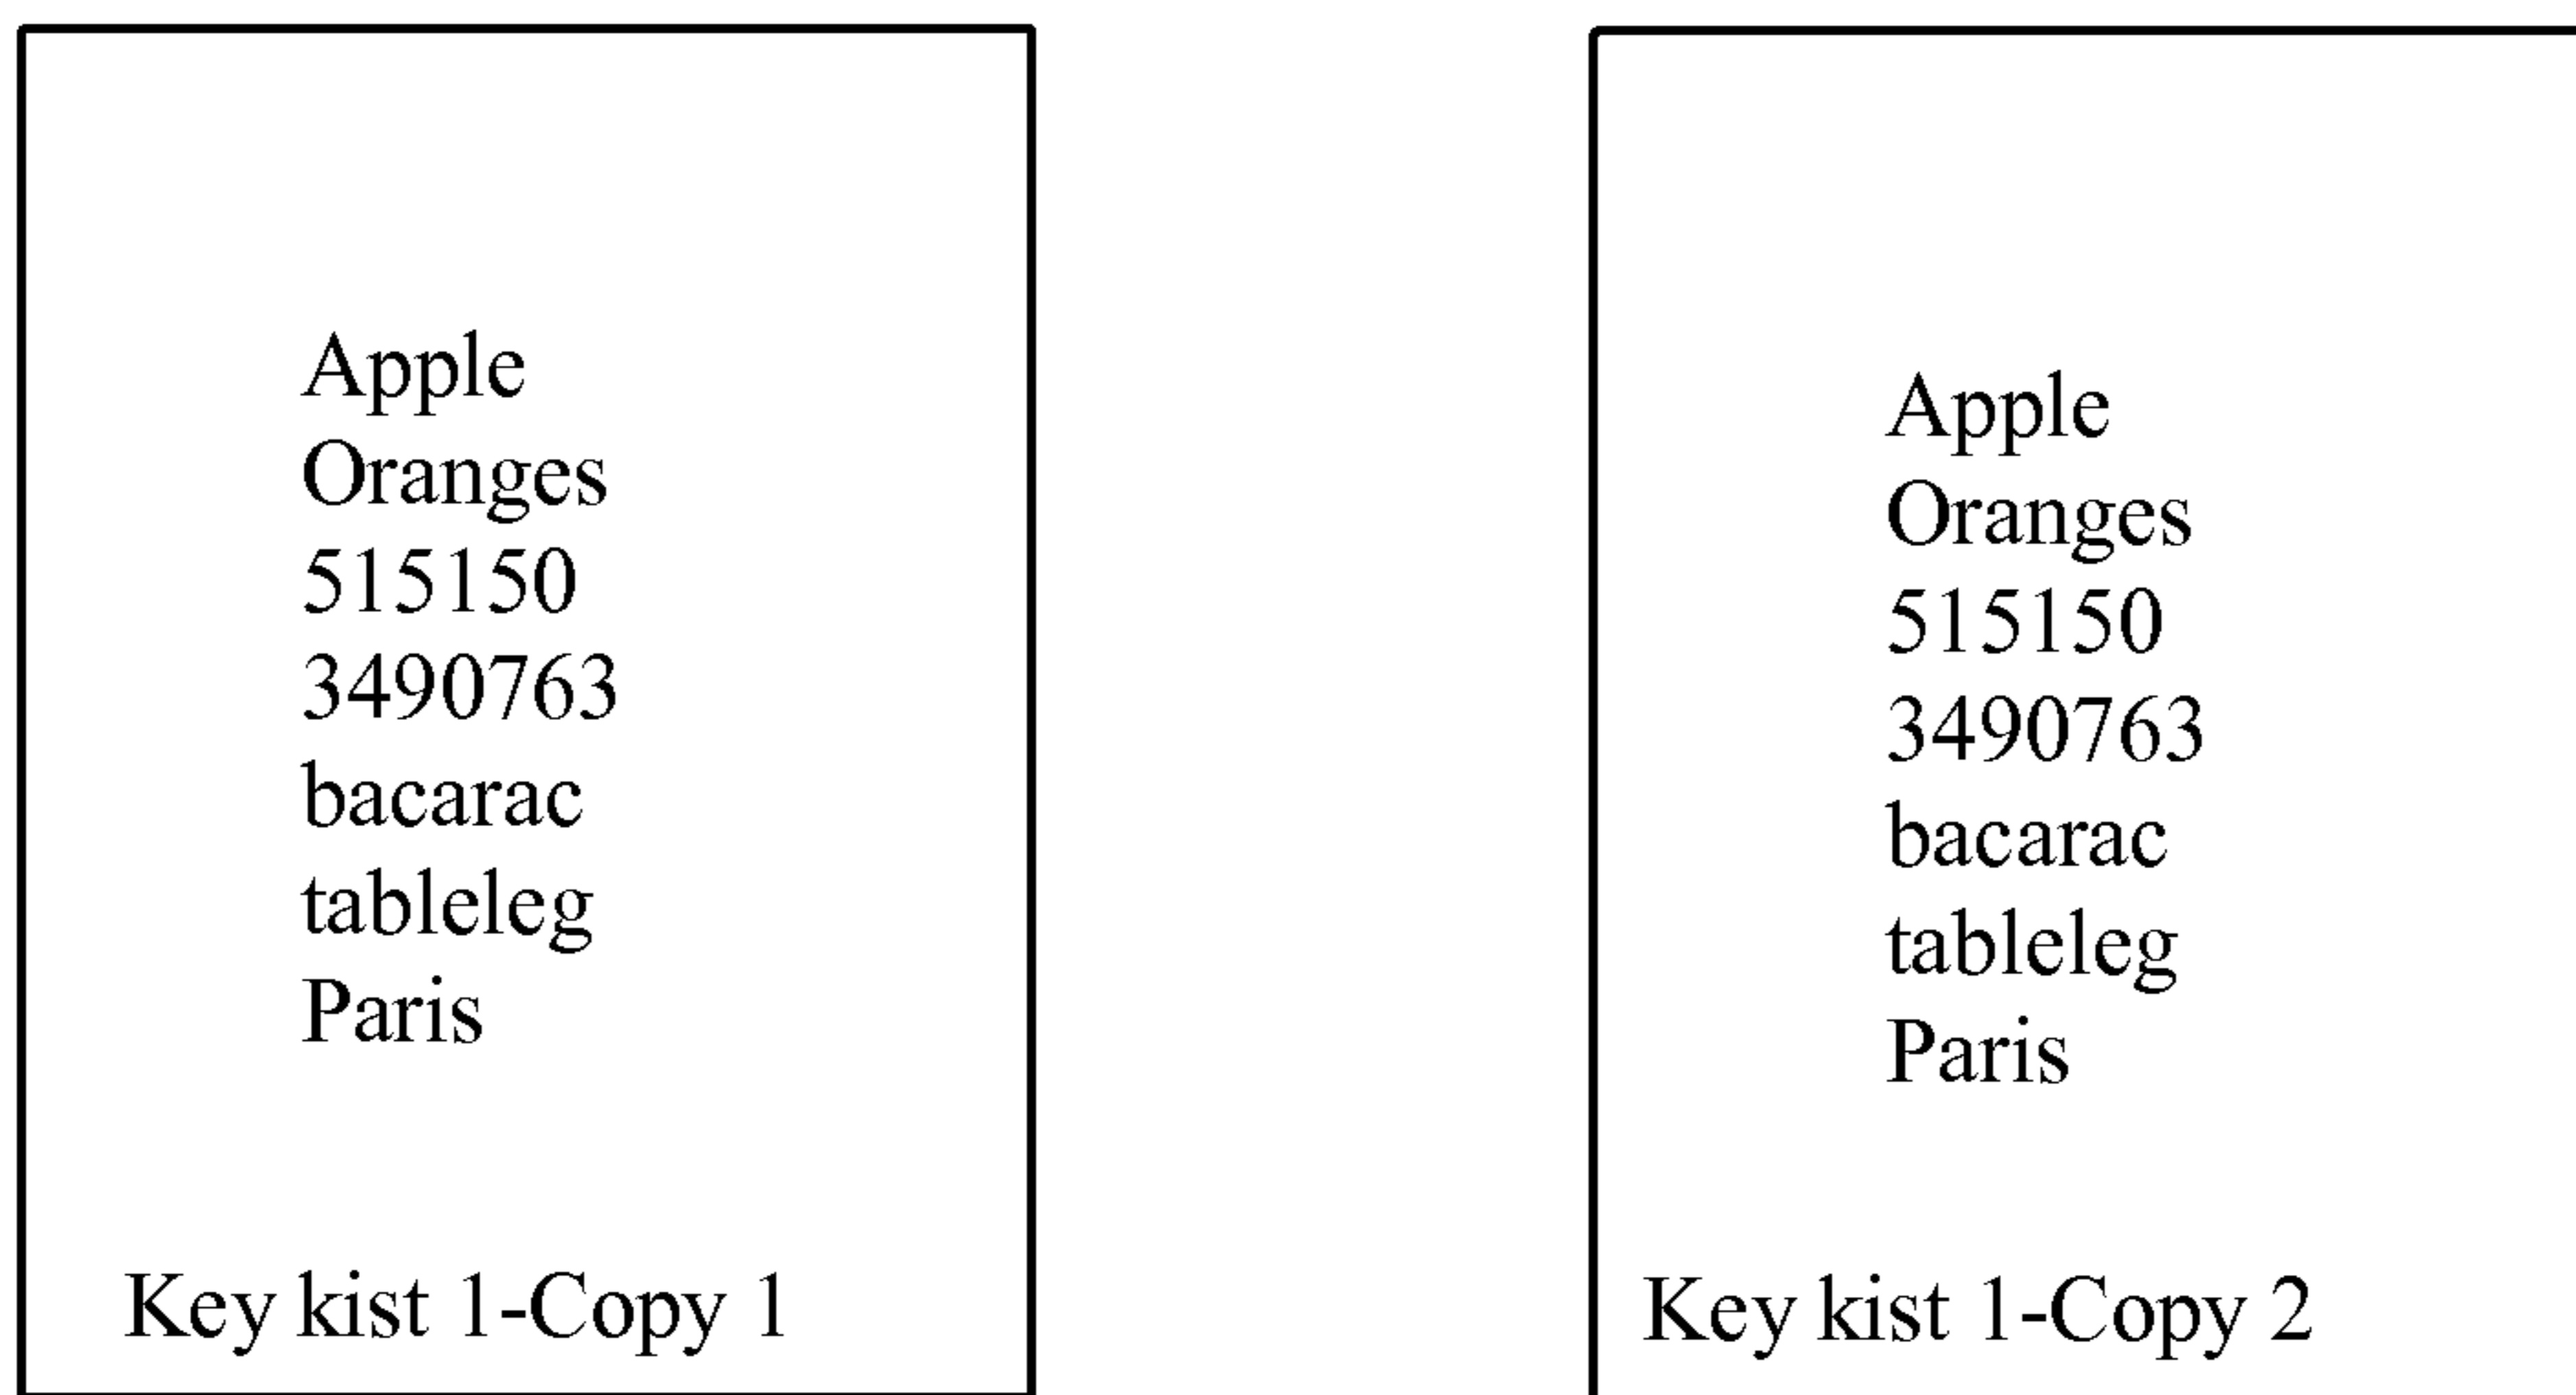 Apple
Oranges
515150
3490763
bacarac
tableleg
Paris
Key kist 1-Copy 1
Apple
Oranges
515150
3490763
bacarac
tableleg
Paris
Key kist 1-Copy 2